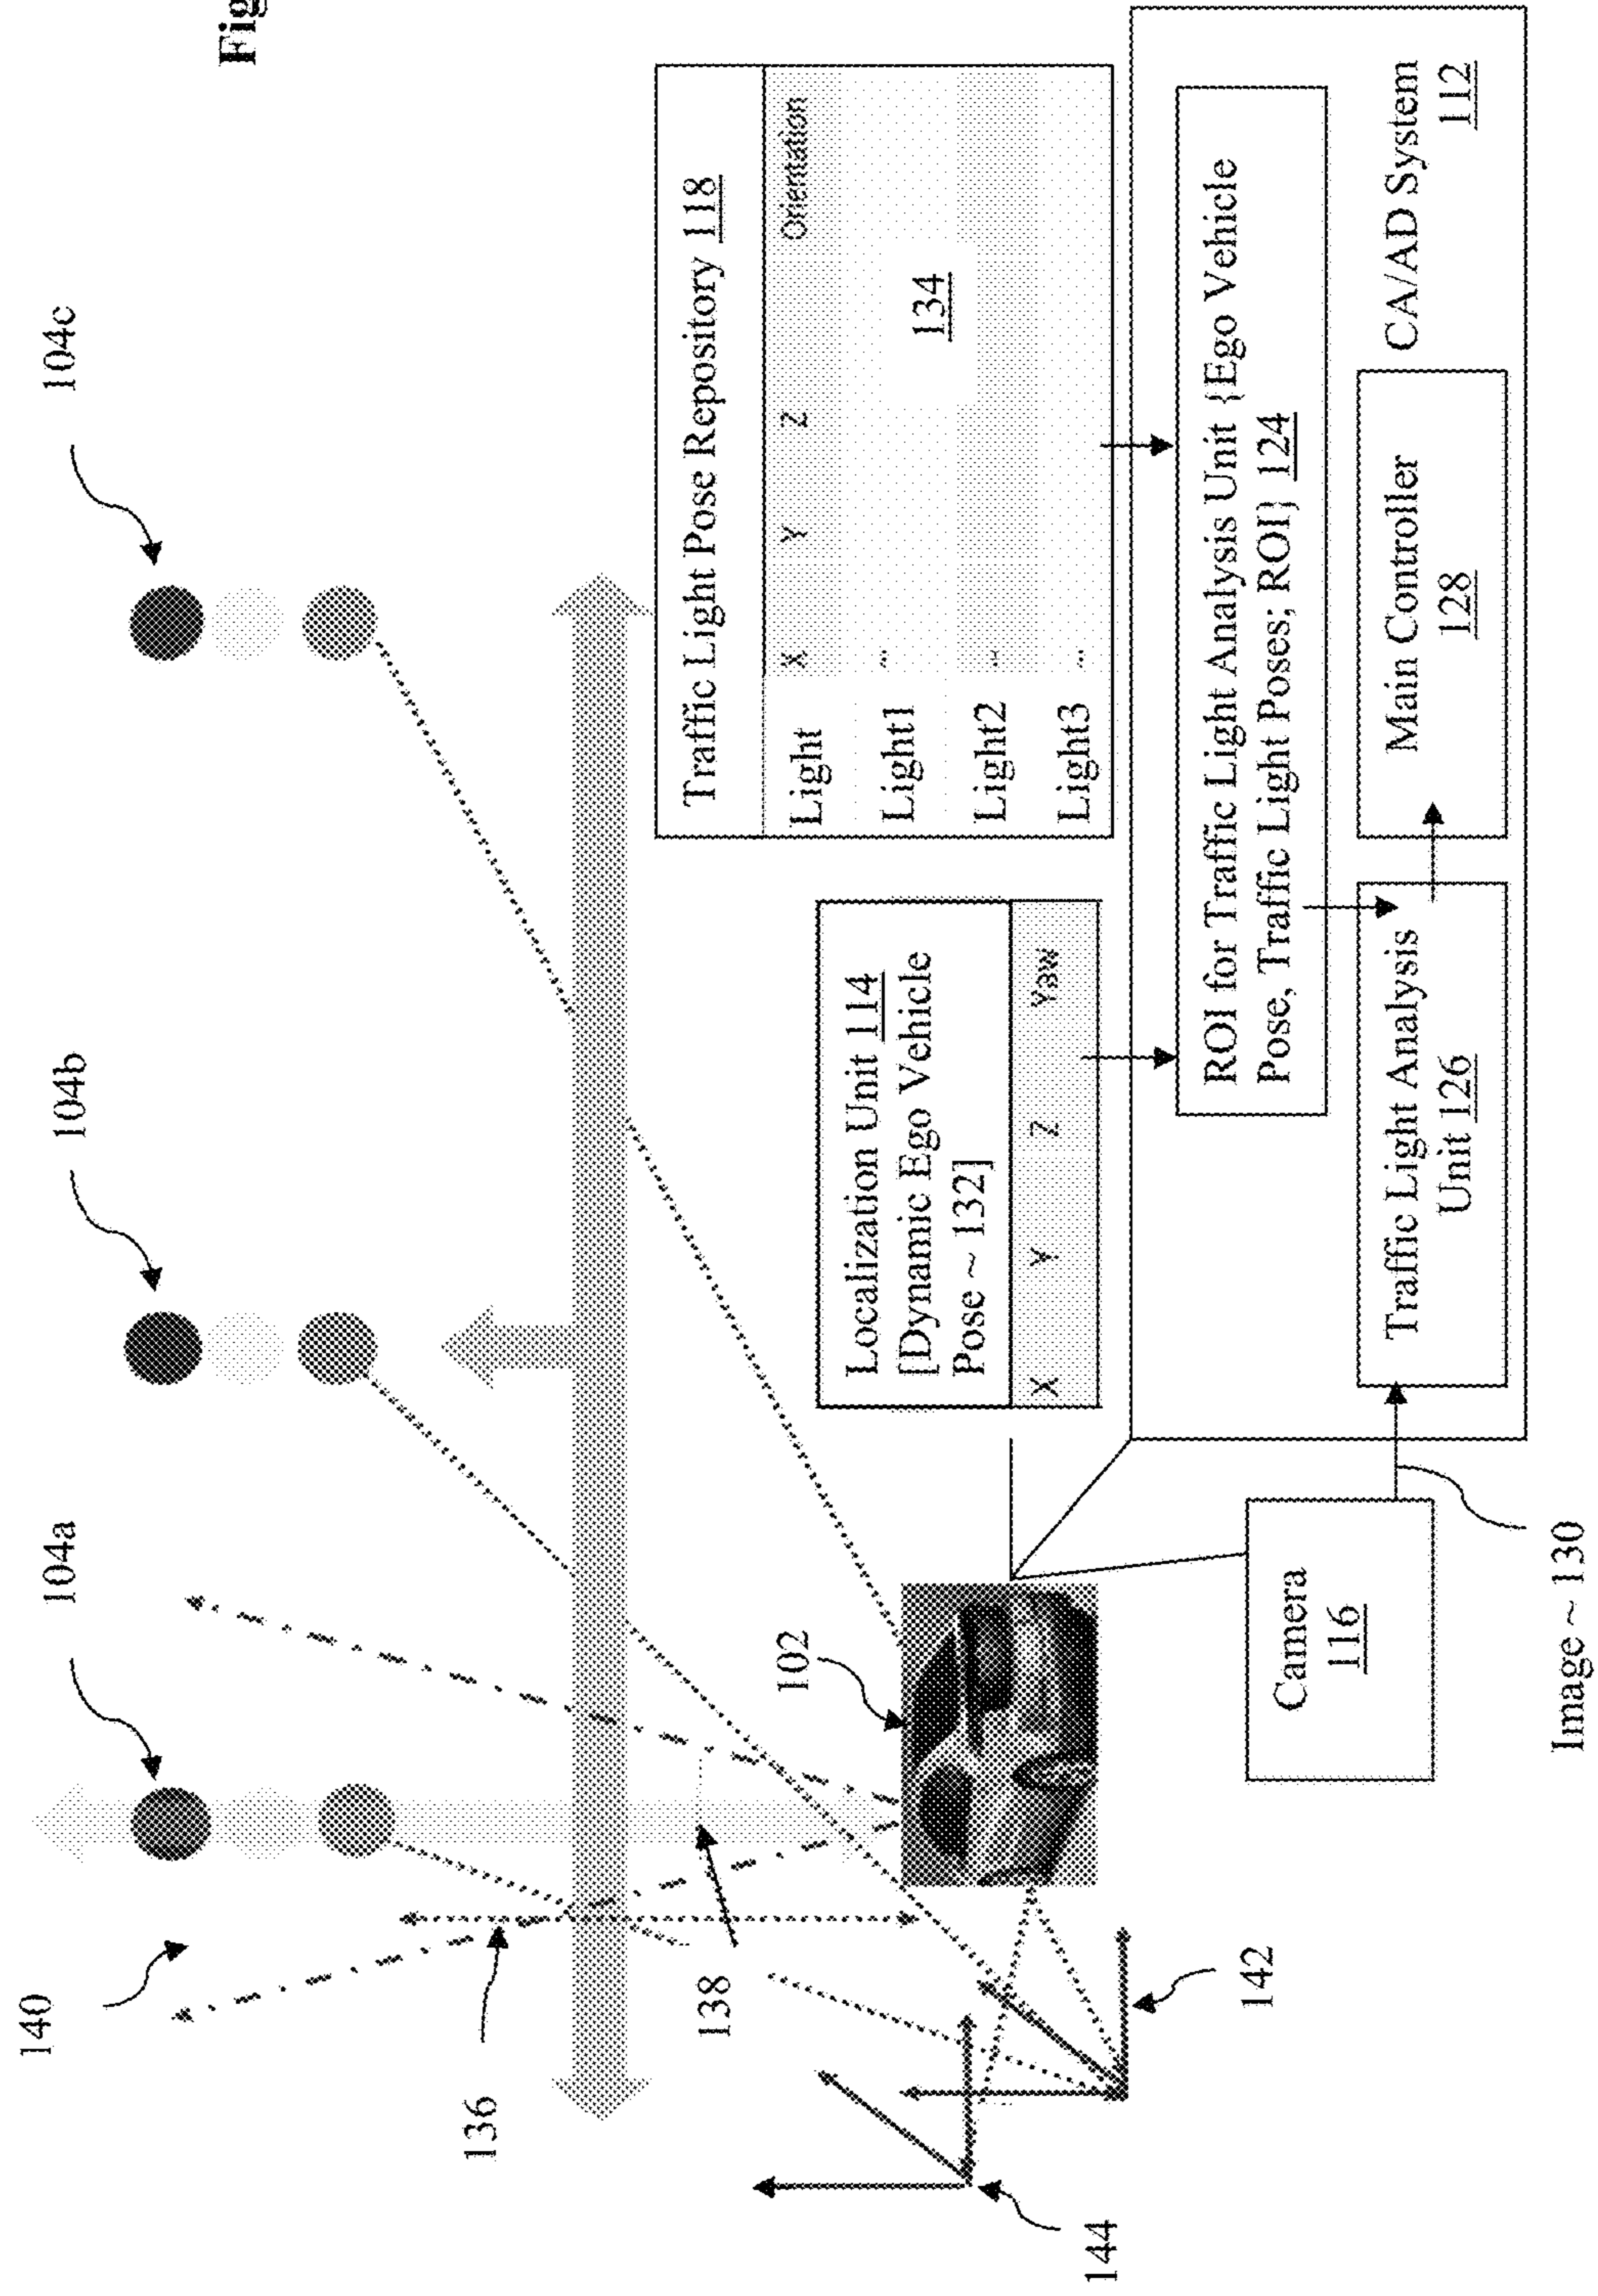 Fig
140
104a
104b
104c
136
138
102
144
142
Localization Unit 114
[Dynamic Ego Vehicle
Pose ~ 132]
X Y Z Yaw
Traffic Light Pose Repository 118
Light X Y Z Orientation
Light1 ...
134
Light2 ...
Light3 ...
ROI for Traffic Light Analysis Unit {Ego Vehicle
Pose, Traffic Light Poses; ROI} 124
Camera
116
Image ~ 130
Traffic Light Analysis
Unit 126
Main Controller
128
CA/AD System
112